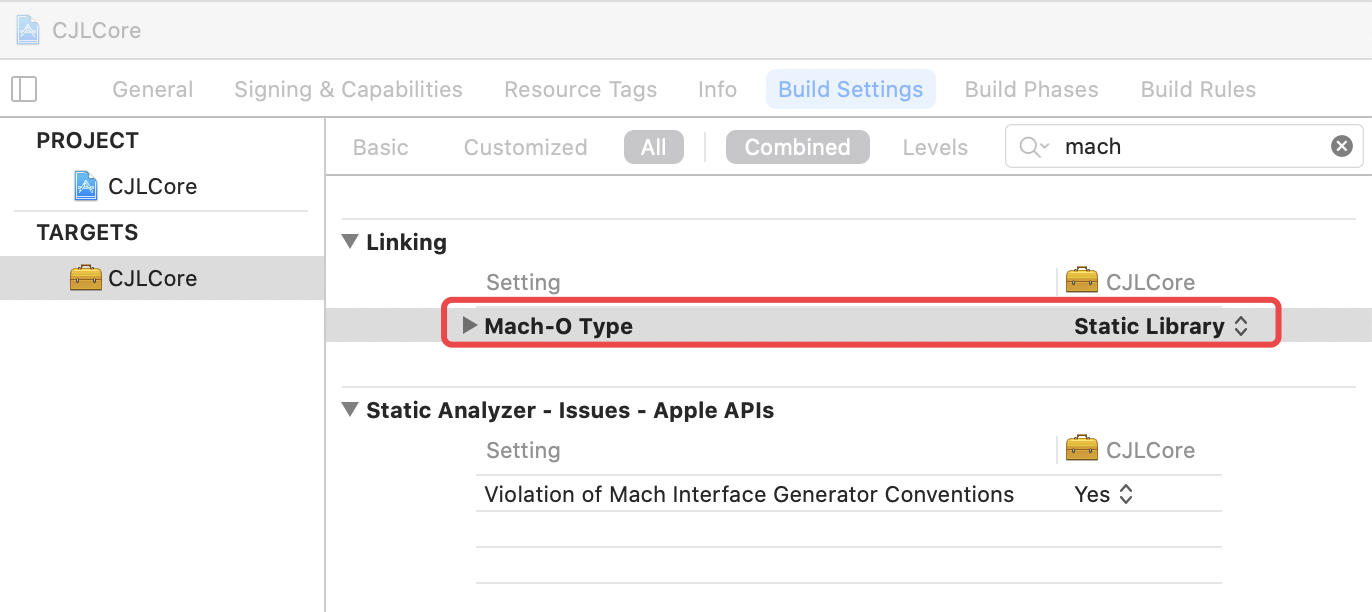 CJLCore
General Signing & Capabilities Resource Tags Info Build Settings Build Phases Build Rules
PROJECT
CJLCore
TARGETS
CJLCore
Basic Customized All Combined Levels mach
Linking
Setting CJLCore
Mach-O Type Static Library
Static Analyzer - Issues - Apple APIs
Setting CJLCore
Violation of Mach Interface Generator Conventions Yes